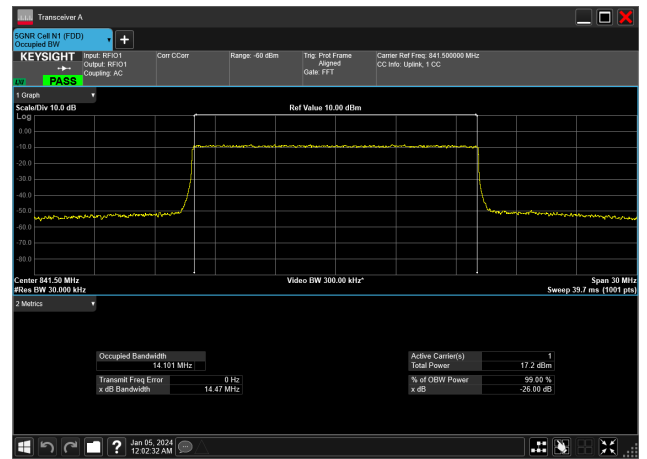 Transceiver A
5GNR Cell N1 (FDD)
Occupied BW
KEYSIGHT
Input: RFIO1
Output: RFIO1
Coupling: AC
Corr CCorr
Range: -60 dBm
Trig: Prot Frame
Aligned
Gate: FFT
Carrier Ref Freq: 841.500000 MHz
CC Info: Uplink, 1 CC
LW PASS
1 Graph
Scale/Div 10.0 dB
Ref Value 10.00 dBm
Log
0.00
-10.0
-20.0
-30.0
-40.0
-50.0
-60.0
-70.0
-80.0
Center 841.50 MHz
Video BW 300.00 kHz*
Span 30 MHz
#Res BW 30.000 kHz
Sweep 39.7 ms (1001 pts)
2 Metrics
Occupied Bandwidth
14.101 MHz
Active Carrier(s) 1
Total Power 17.2 dBm
Transmit Freq Error 0 Hz
x dB Bandwidth 14.47 MHz
% of OBW Power 99.00 %
x dB -26.00 dB
Jan 05, 2024
12:02:32 AM